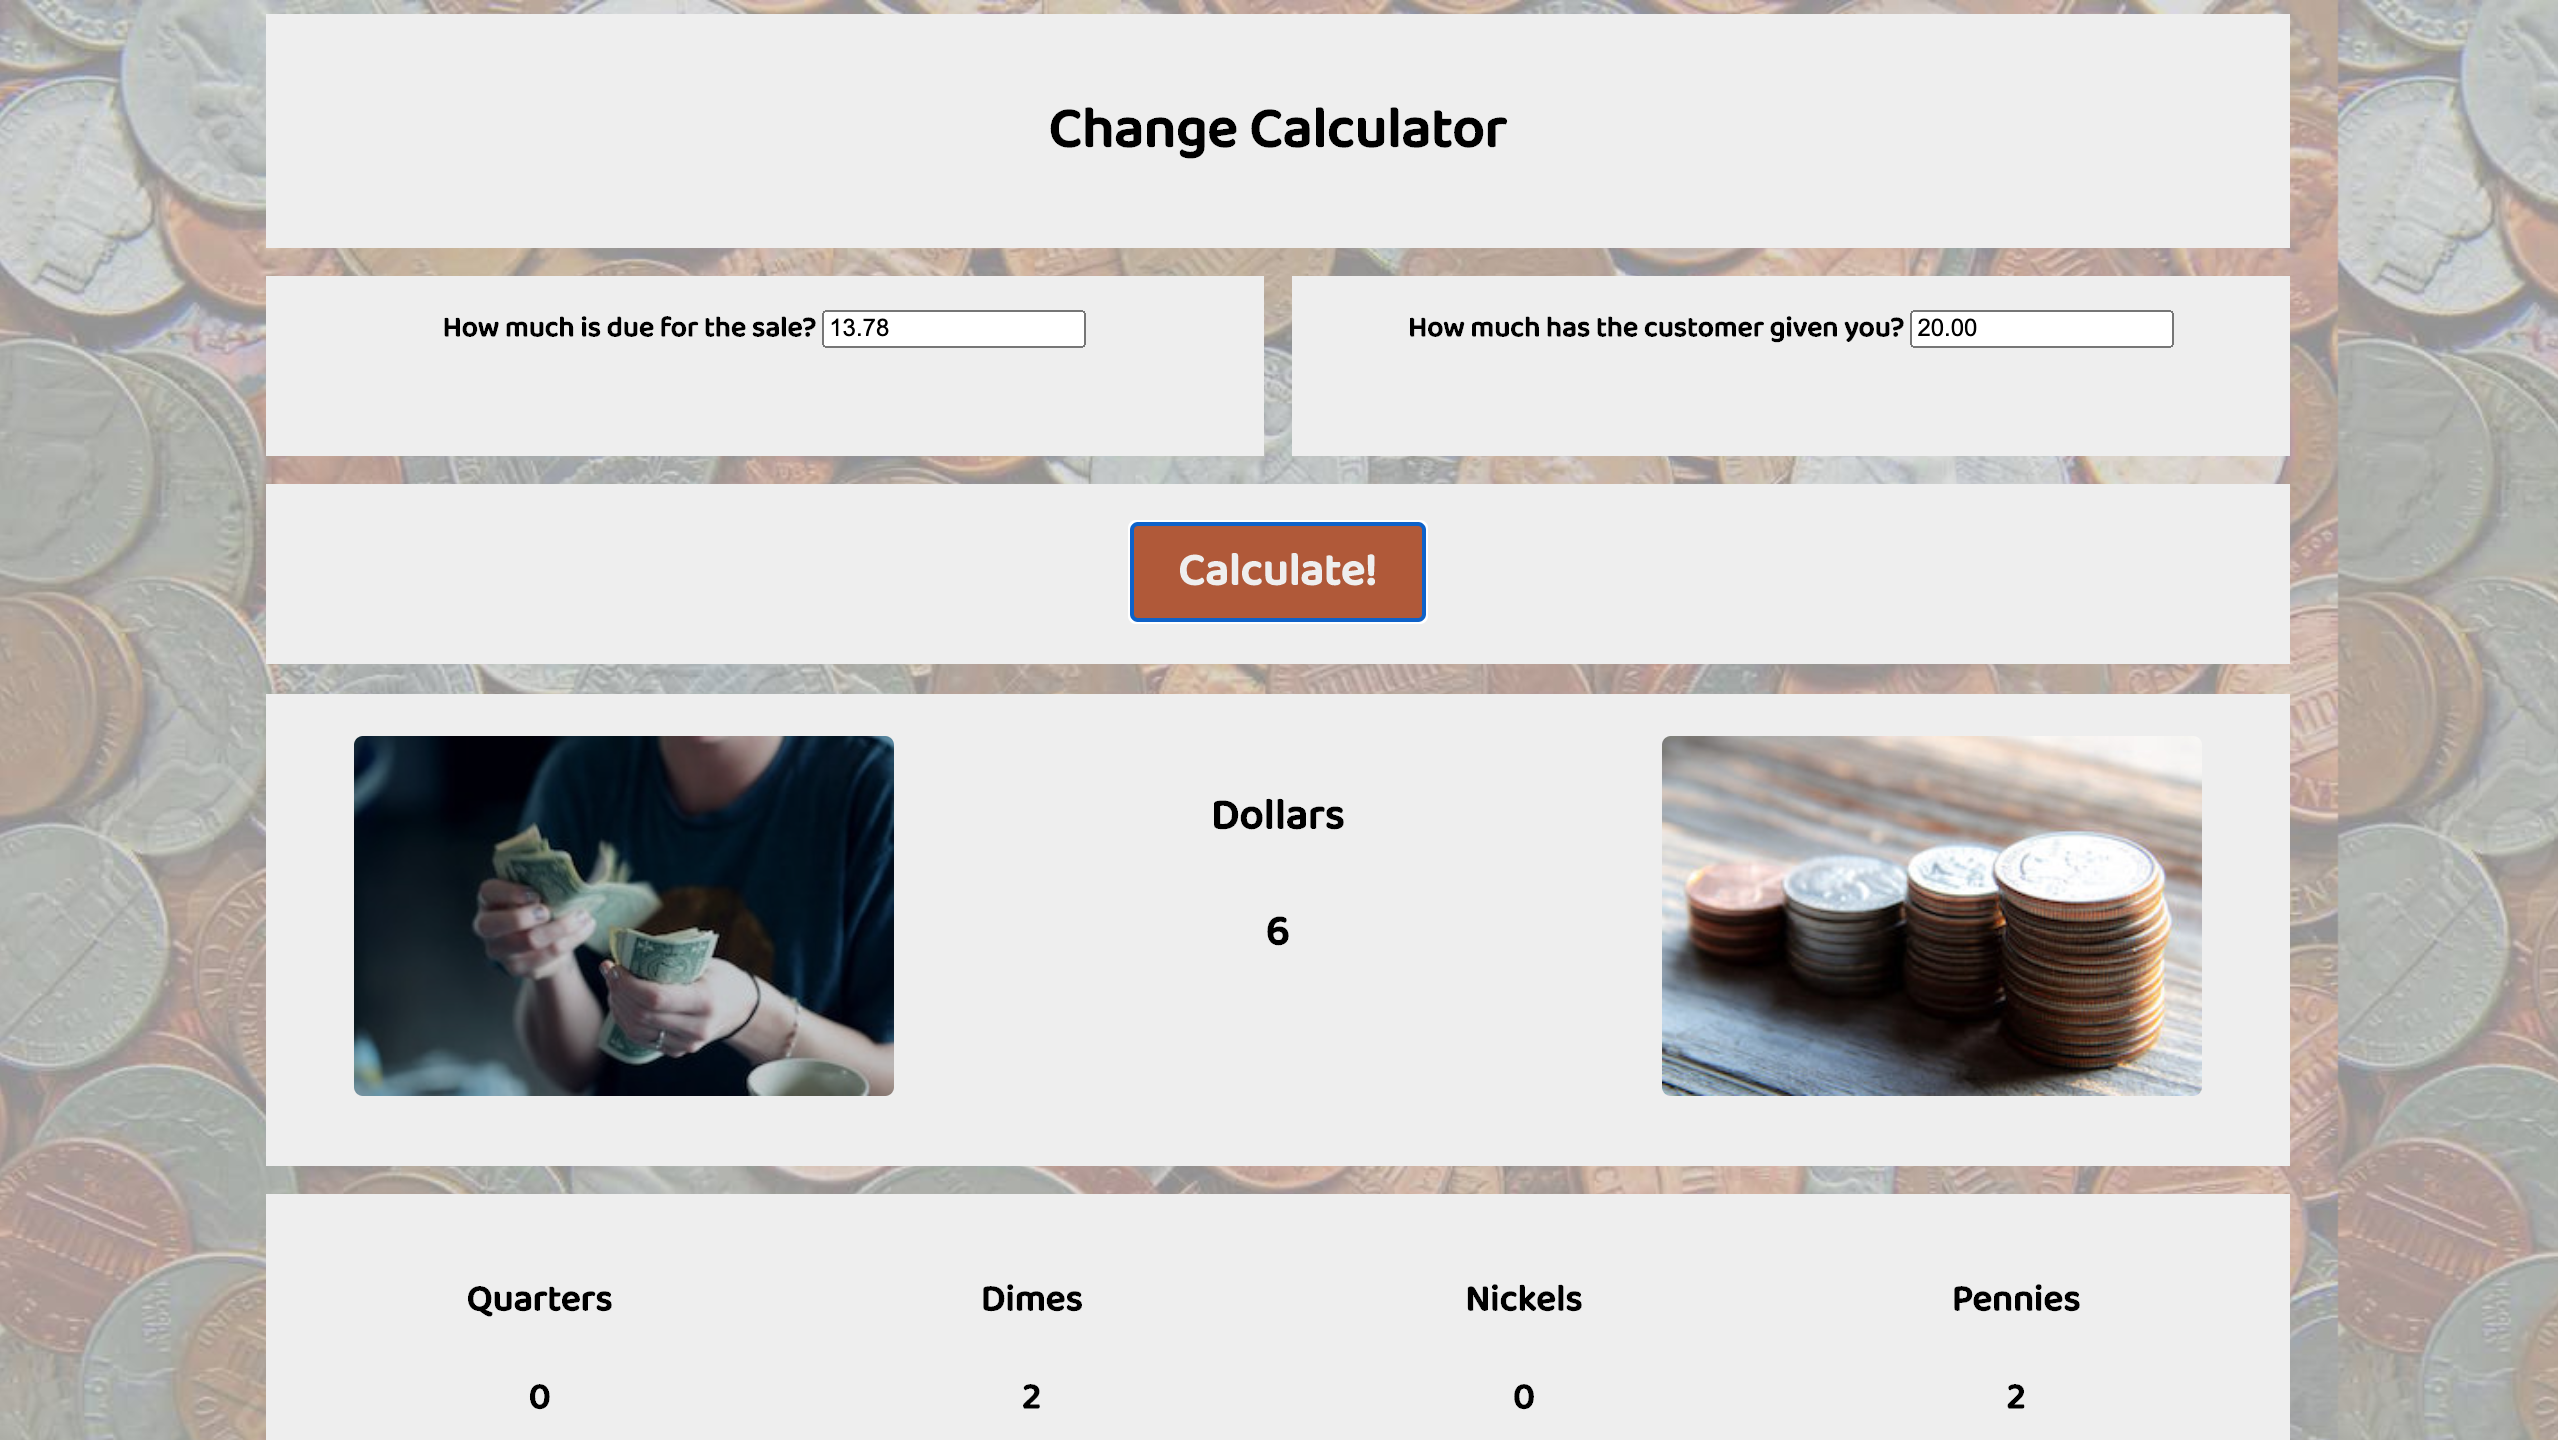 Change Calculator
How much is due for the sale? 13.78
How much has the customer given you? 20.00
Calculate!
Dollars
6
Quarters Dimes Nickels Pennies
0 2 0 2